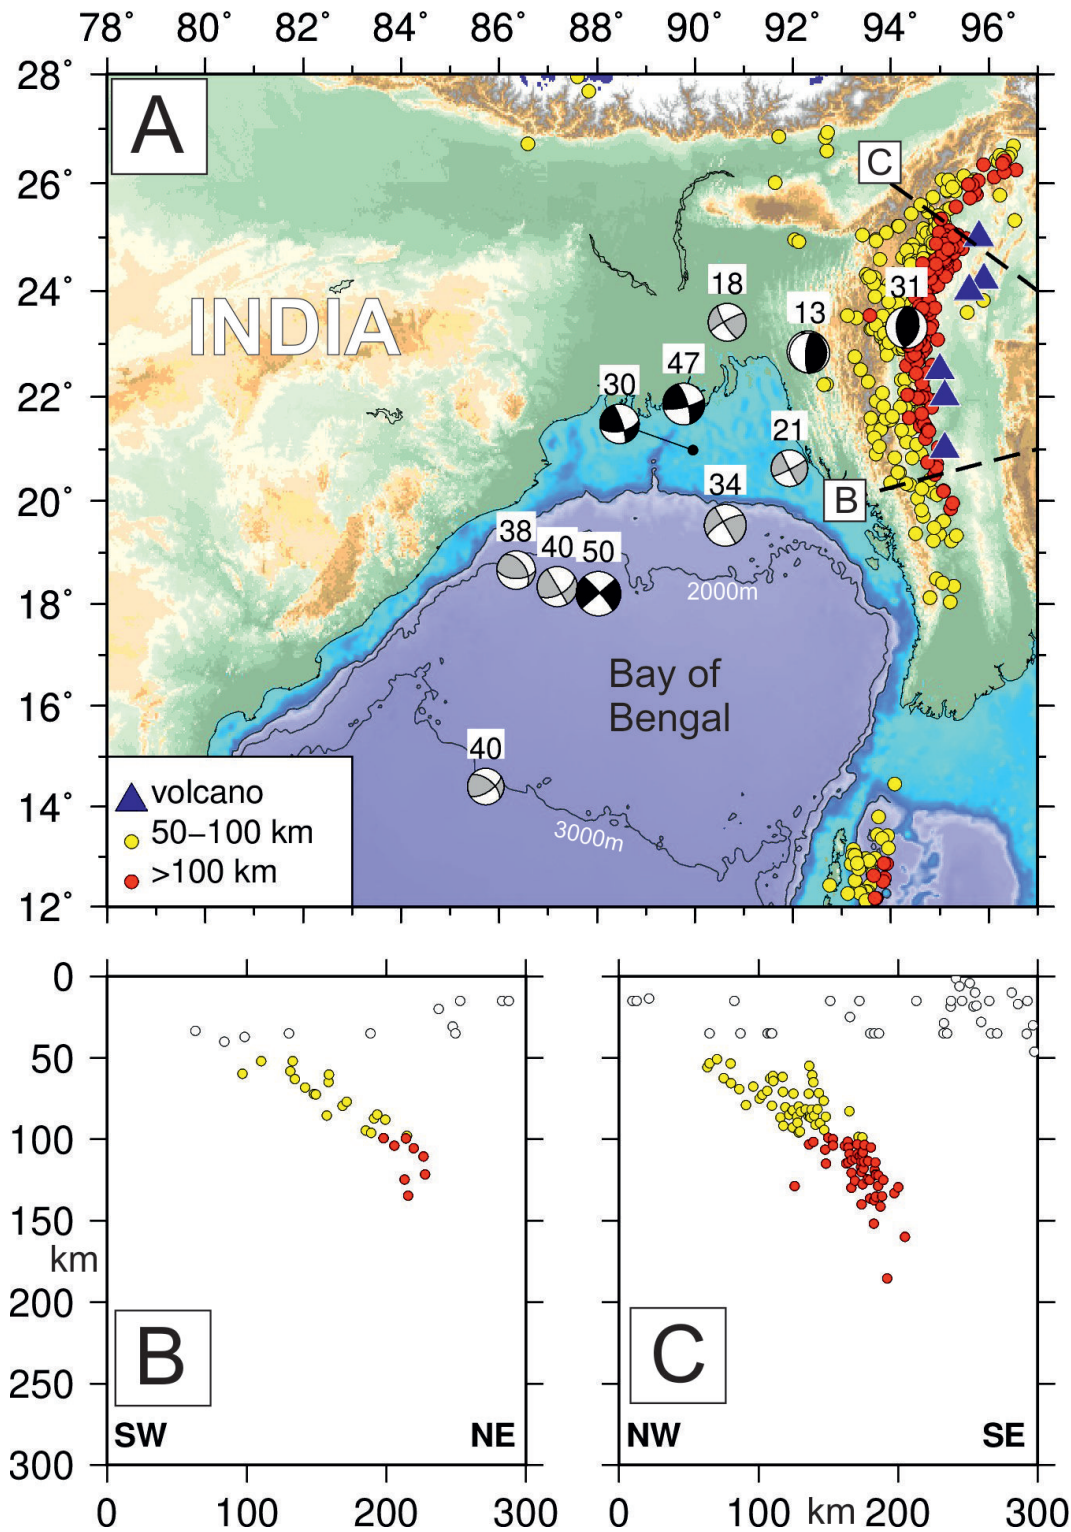 78° 80° 82° 84° 86° 88° 90° 92° 94° 96°
28°
26°
24°
22°
20°
18°
16°
14°
12°
A
C
INDIA
18
31
13
47
30
21
34
B
38
40
50
2000m
Bay of
Bengal
40
3000m
volcano
50–100 km
>100 km
0
50
100
150
km
200
250
300
B
SW
NE
0 100 200 300
C
NW
SE
0 100 km 200 300